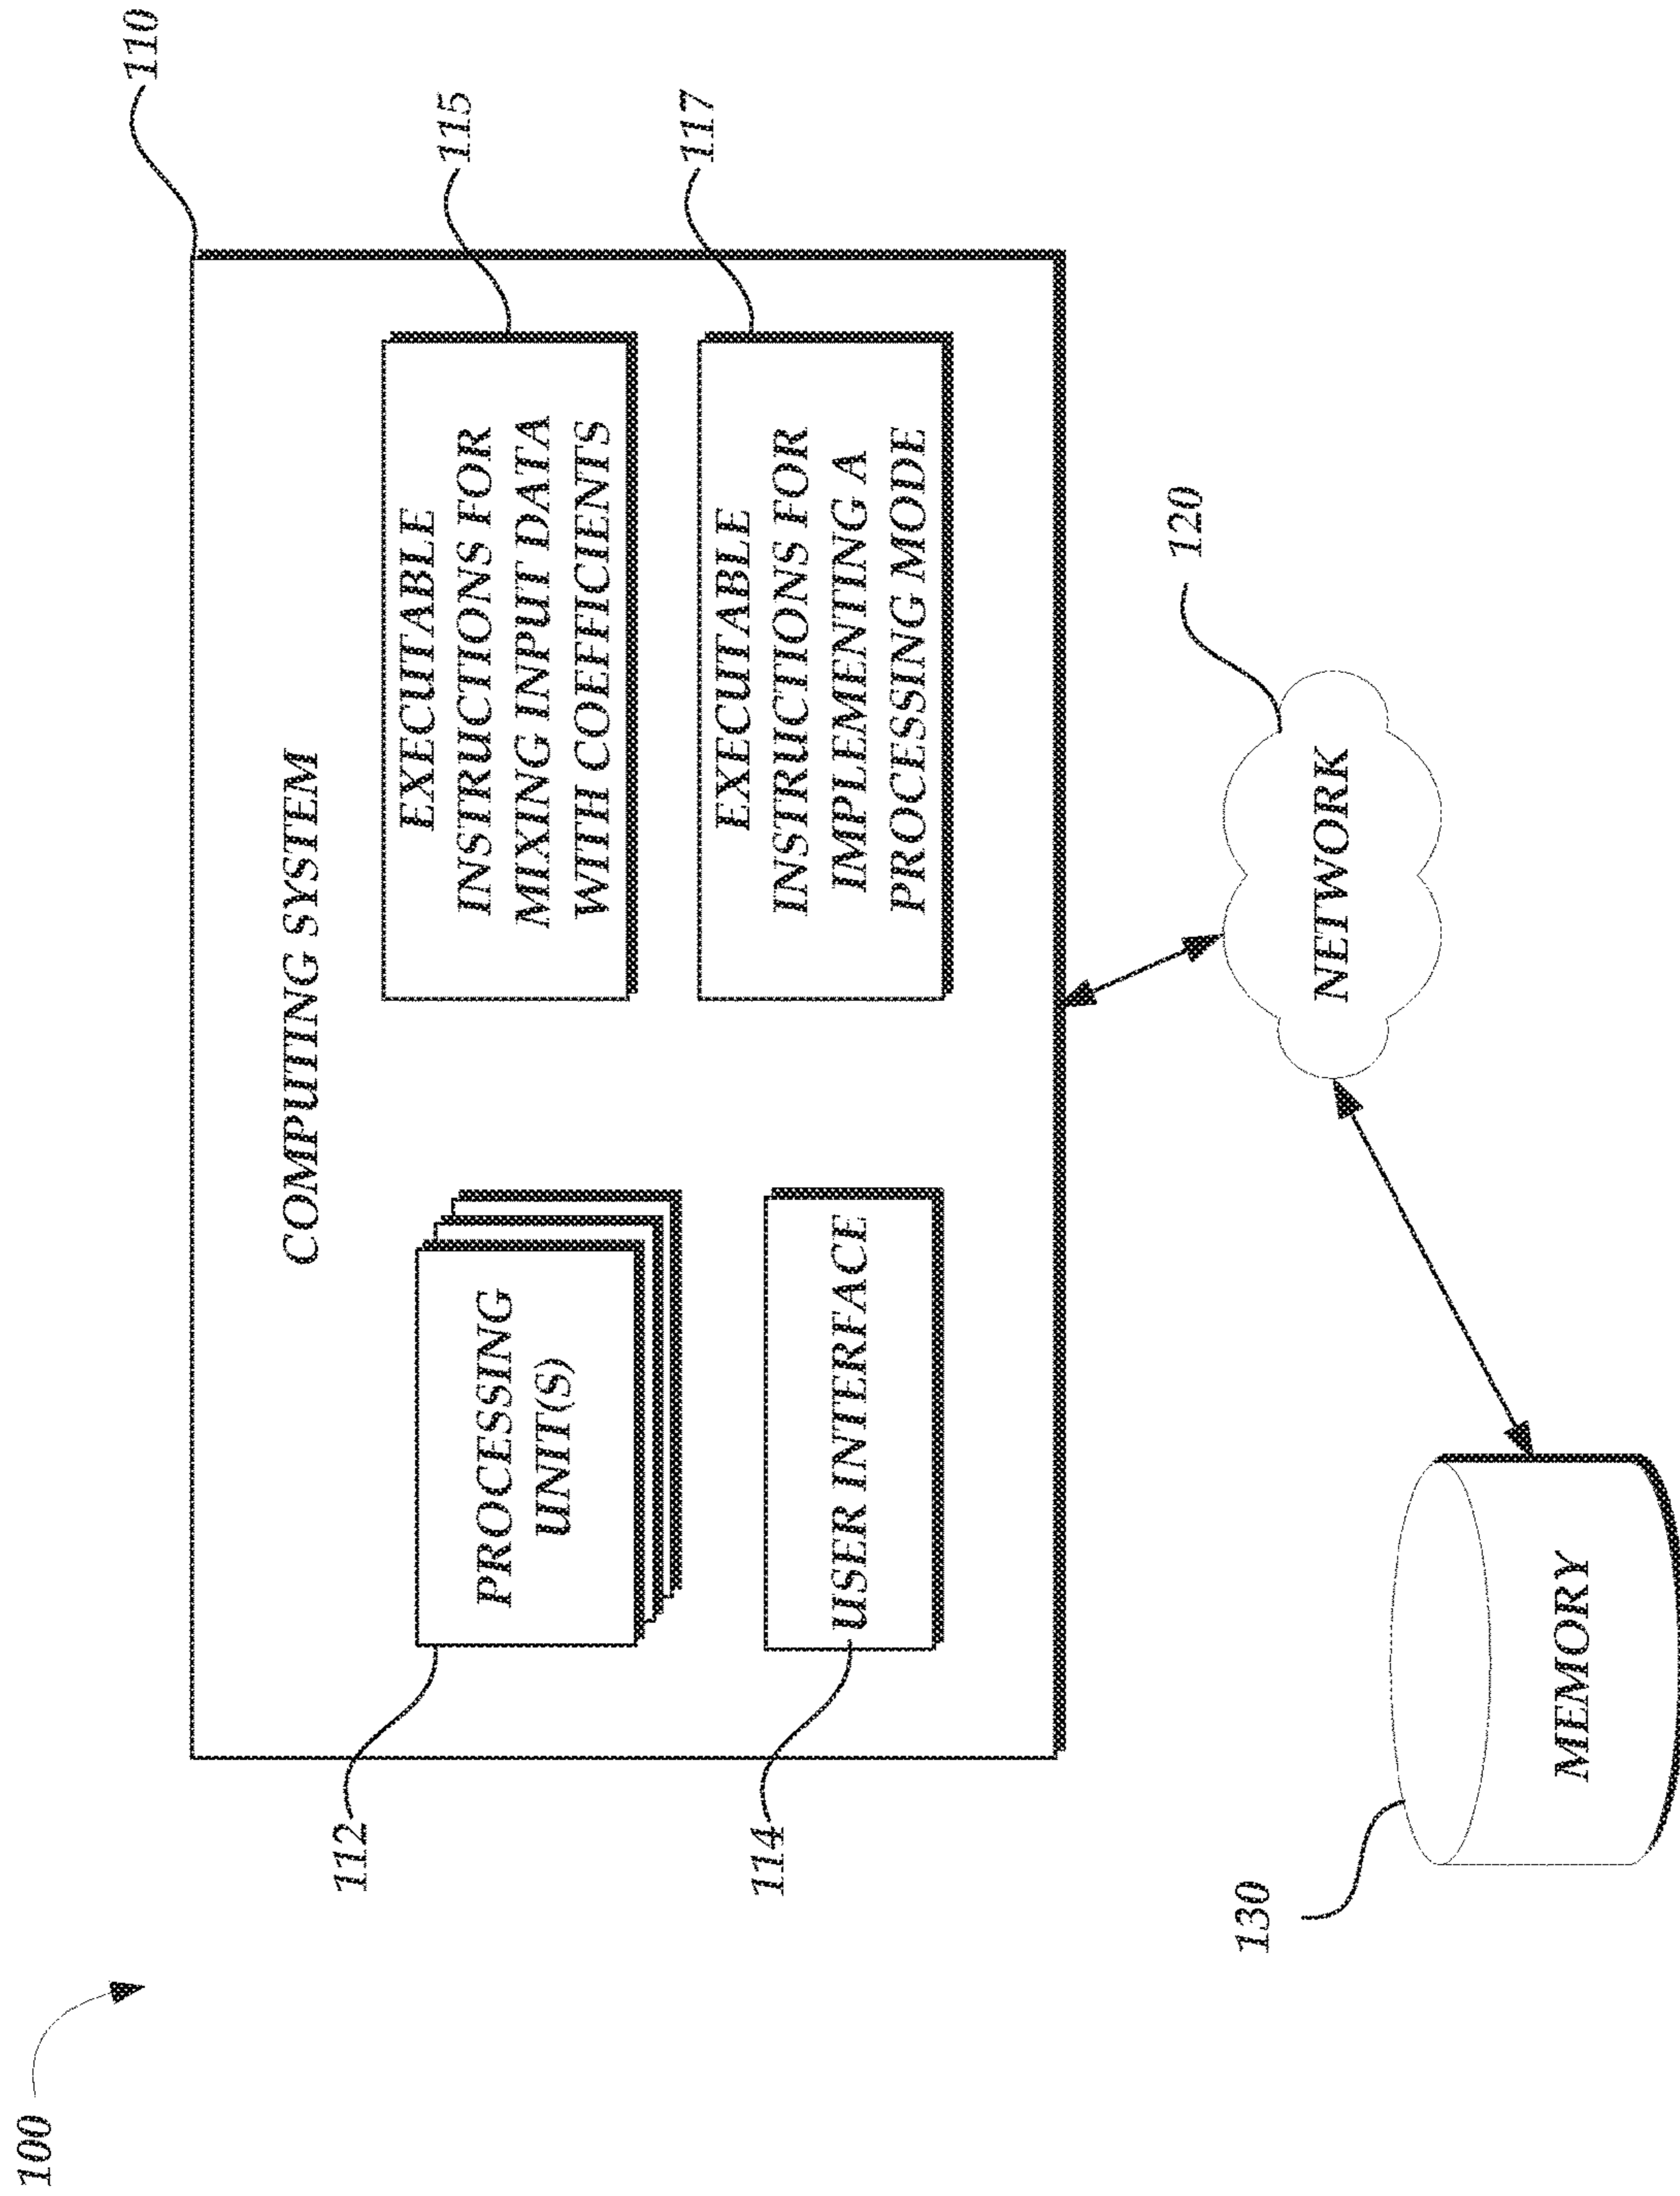 100
110
COMPUTING SYSTEM
112
PROCESSING
UNIT(S)
EXECUTABLE
INSTRUCTIONS FOR
MIXING INPUT DATA
WITH COEFFICIENTS
115
114
USER INTERFACE
EXECUTABLE
INSTRUCTIONS FOR
IMPLEMENTING A
PROCESSING MODE
117
120
NETWORK
130
MEMORY